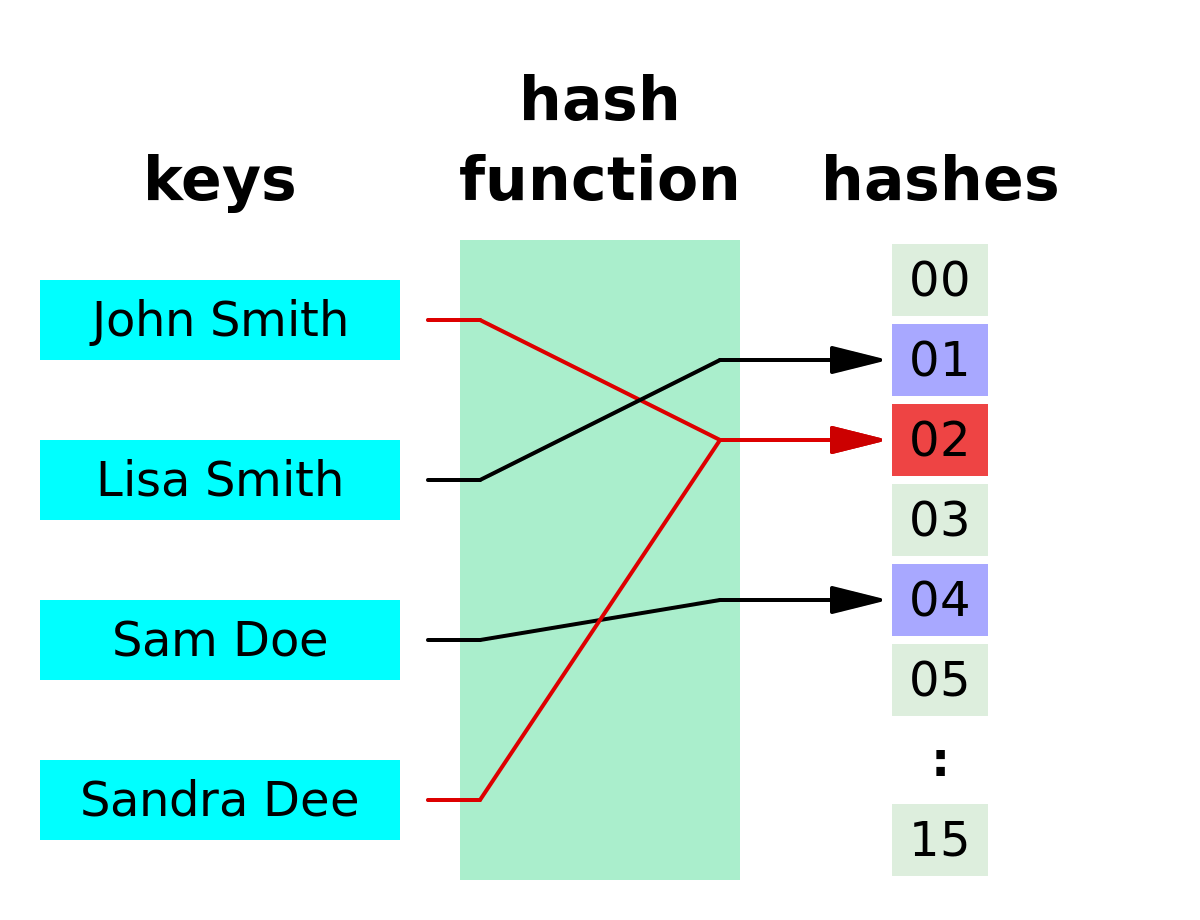 hash
keys
function
hashes
John Smith
Lisa Smith
Sam Doe
Sandra Dee
00
01
02
03
04
05
:
15